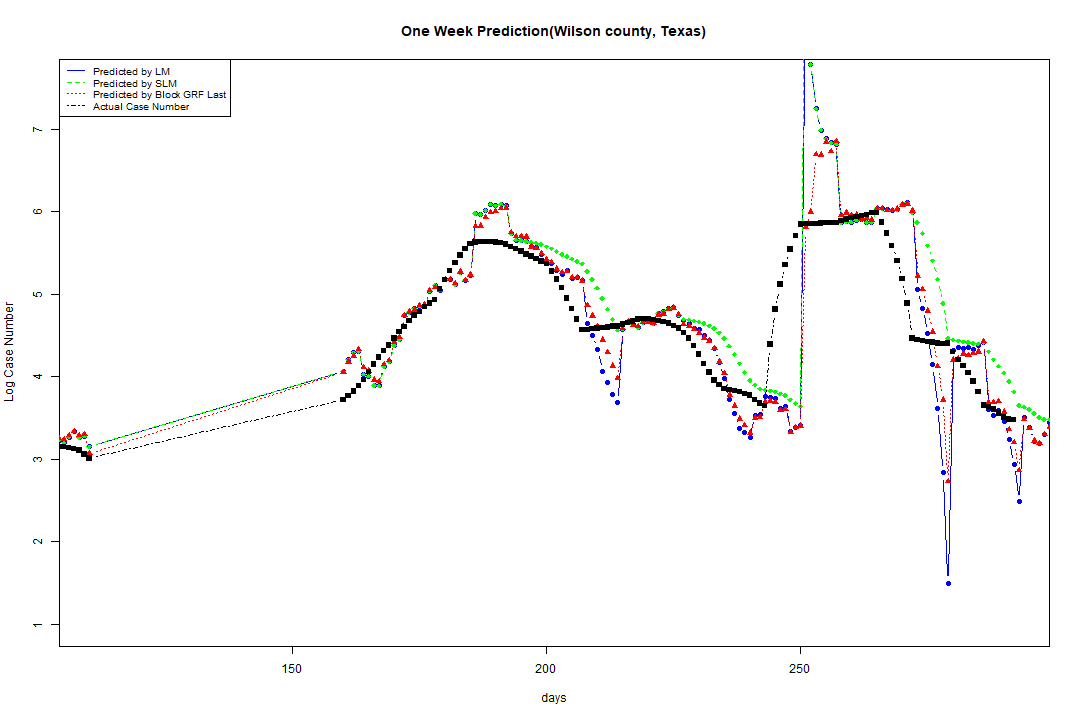 One Week Prediction(Wilson county, Texas)
Predicted by LM
Predicted by SLM
Predicted by Block GRF Last
Actual Case Number
7
6
5
4
3
2
1
Log Case Number
150 200 250
days